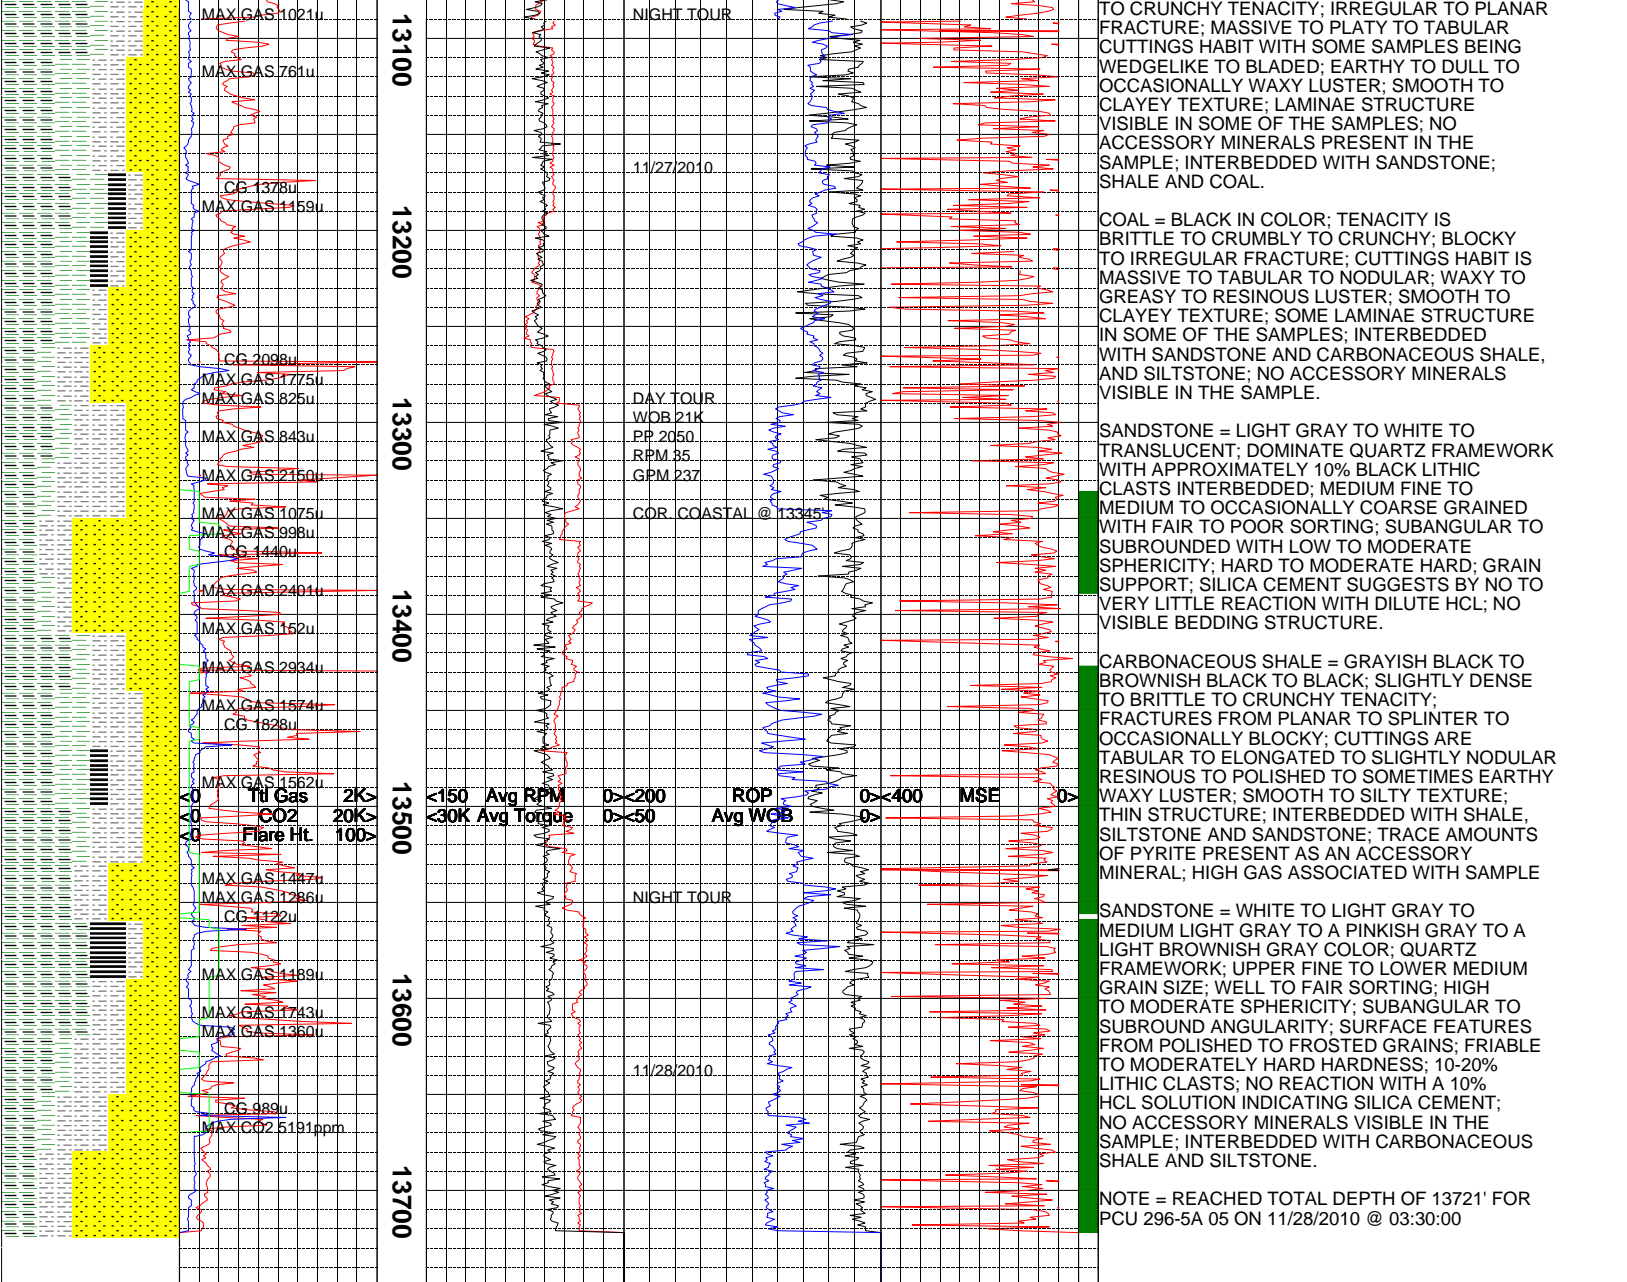 MAX GAS 1021u
MAX GAS 761u
CG 1378u
MAX GAS 1159u
CG 2098u
MAX GAS 1775u
MAX GAS 825u
MAX GAS 843u
MAX GAS 2150u
MAX GAS 1075u
MAX GAS 998u
CG 1440u
MAX GAS 2401u
MAX GAS 152u
MAX GAS 2934u
MAX GAS 1574u
CG 1828u
MAX GAS 1562u
<0 Ttl Gas 2K>
<0 CO2 20K>
<0 Flare Ht. 100>
MAX GAS 1447u
MAX GAS 1286u
CG 1122u
MAX GAS 1189u
MAX GAS 1743u
MAX GAS 1360u
CG 989u
MAX CO2 5191ppm
13100
13200
13300
13400
13500
13600
13700
<150 Avg RPM 0>
<30K Avg Torque 0>
NIGHT TOUR
11/27/2010
DAY TOUR
WOB 21K
PP 2050
RPM 35
GPM 237
COR. COASTAL @ 13345'
<200 ROP 0>
<50 Avg WOB 0>
NIGHT TOUR
11/28/2010
<400 MSE 0>
TO CRUNCHY TENACITY; IRREGULAR TO PLANAR
FRACTURE; MASSIVE TO PLATY TO TABULAR
CUTTINGS HABIT WITH SOME SAMPLES BEING
WEDGELIKE TO BLADED; EARTHY TO DULL TO
OCCASIONALLY WAXY LUSTER; SMOOTH TO
CLAYEY TEXTURE; LAMINAE STRUCTURE
VISIBLE IN SOME OF THE SAMPLES; NO
ACCESSORY MINERALS PRESENT IN THE
SAMPLE; INTERBEDDED WITH SANDSTONE;
SHALE AND COAL.
COAL = BLACK IN COLOR; TENACITY IS
BRITTLE TO CRUMBLY TO CRUNCHY; BLOCKY
TO IRREGULAR FRACTURE; CUTTINGS HABIT IS
MASSIVE TO TABULAR TO NODULAR; WAXY TO
GREASY TO RESINOUS LUSTER; SMOOTH TO
CLAYEY TEXTURE; SOME LAMINAE STRUCTURE
IN SOME OF THE SAMPLES; INTERBEDDED
WITH SANDSTONE AND CARBONACEOUS SHALE,
AND SILTSTONE; NO ACCESSORY MINERALS
VISIBLE IN THE SAMPLE.
SANDSTONE = LIGHT GRAY TO WHITE TO
TRANSLUCENT; DOMINATE QUARTZ FRAMEWORK
WITH APPROXIMATELY 10% BLACK LITHIC
CLASTS INTERBEDDED; MEDIUM FINE TO
MEDIUM TO OCCASIONALLY COARSE GRAINED
WITH FAIR TO POOR SORTING; SUBANGULAR TO
SUBROUNDED WITH LOW TO MODERATE
SPHERICITY; HARD TO MODERATE HARD; GRAIN
SUPPORT; SILICA CEMENT SUGGESTS BY NO TO
VERY LITTLE REACTION WITH DILUTE HCL; NO
VISIBLE BEDDING STRUCTURE.
CARBONACEOUS SHALE = GRAYISH BLACK TO
BROWNISH BLACK TO BLACK; SLIGHTLY DENSE
TO BRITTLE TO CRUNCHY TENACITY;
FRACTURES FROM PLANAR TO SPLINTER TO
OCCASIONALLY BLOCKY; CUTTINGS ARE
TABULAR TO ELONGATED TO SLIGHTLY NODULAR
RESINOUS TO POLISHED TO SOMETIMES EARTHY
WAXY LUSTER; SMOOTH TO SILTY TEXTURE;
THIN STRUCTURE; INTERBEDDED WITH SHALE,
SILTSTONE AND SANDSTONE; TRACE AMOUNTS
OF PYRITE PRESENT AS AN ACCESSORY
MINERAL; HIGH GAS ASSOCIATED WITH SAMPLE
SANDSTONE = WHITE TO LIGHT GRAY TO
MEDIUM LIGHT GRAY TO A PINKISH GRAY TO A
LIGHT BROWNISH GRAY COLOR; QUARTZ
FRAMEWORK; UPPER FINE TO LOWER MEDIUM
GRAIN SIZE; WELL TO FAIR SORTING; HIGH
TO MODERATE SPHERICITY; SUBANGULAR TO
SUBROUND ANGULARITY; SURFACE FEATURES
FROM POLISHED TO FROSTED GRAINS; FRIABLE
TO MODERATELY HARD HARDNESS; 10-20%
LITHIC CLASTS; NO REACTION WITH A 10%
HCL SOLUTION INDICATING SILICA CEMENT;
NO ACCESSORY MINERALS VISIBLE IN THE
SAMPLE; INTERBEDDED WITH CARBONACEOUS
SHALE AND SILTSTONE.
NOTE = REACHED TOTAL DEPTH OF 13721' FOR
PCU 296-5A 05 ON 11/28/2010 @ 03:30:00